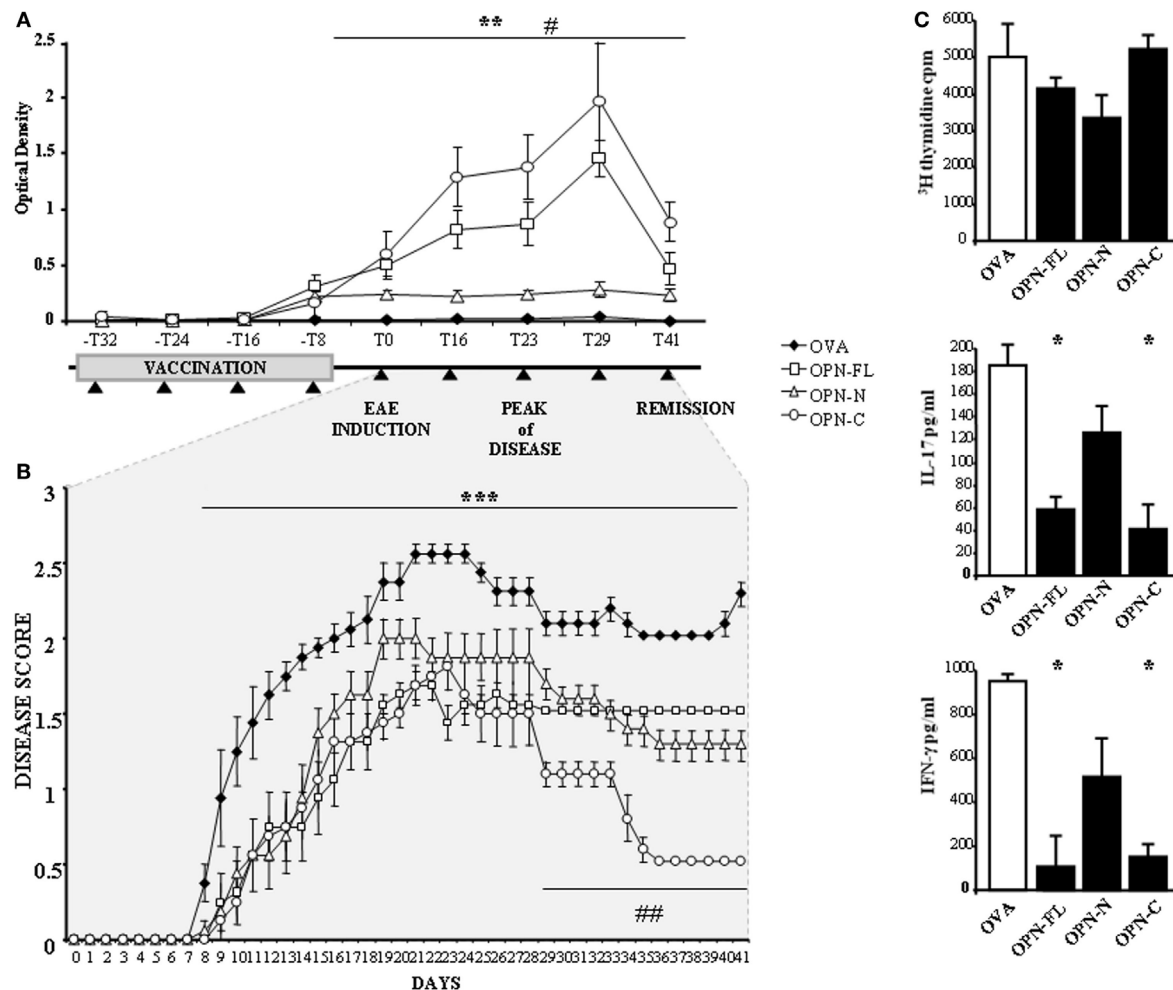 A
** #
2.5
2
1.5
1
0.5
0
Optical Density
-T32 -T24 -T16 -T8 T0 T16 T23 T29 T41
VACCINATION
EAE
INDUCTION
PEAK
of
DISEASE
REMISSION
OVA
OPN-FL
OPN-N
OPN-C
B
***
3
2.5
2
1.5
1
0.5
0
DISEASE SCORE
##
0 1 2 3 4 5 6 7 8 9 10 11 12 13 14 15 16 17 18 19 20 21 22 23 24 25 26 27 28 29 30 31 32 33 34 35 36 37 38 39 40 41
DAYS
C
6000
5000
4000
3000
2000
1000
0
³H thymidine cpm
OVA OPN-FL OPN-N OPN-C
200
180
160
140
120
100
80
60
40
20
0
IL-17 pg/ml
* *
OVA OPN-FL OPN-N OPN-C
1000
800
600
400
200
0
IFN-γ pg/ml
* *
OVA OPN-FL OPN-N OPN-C